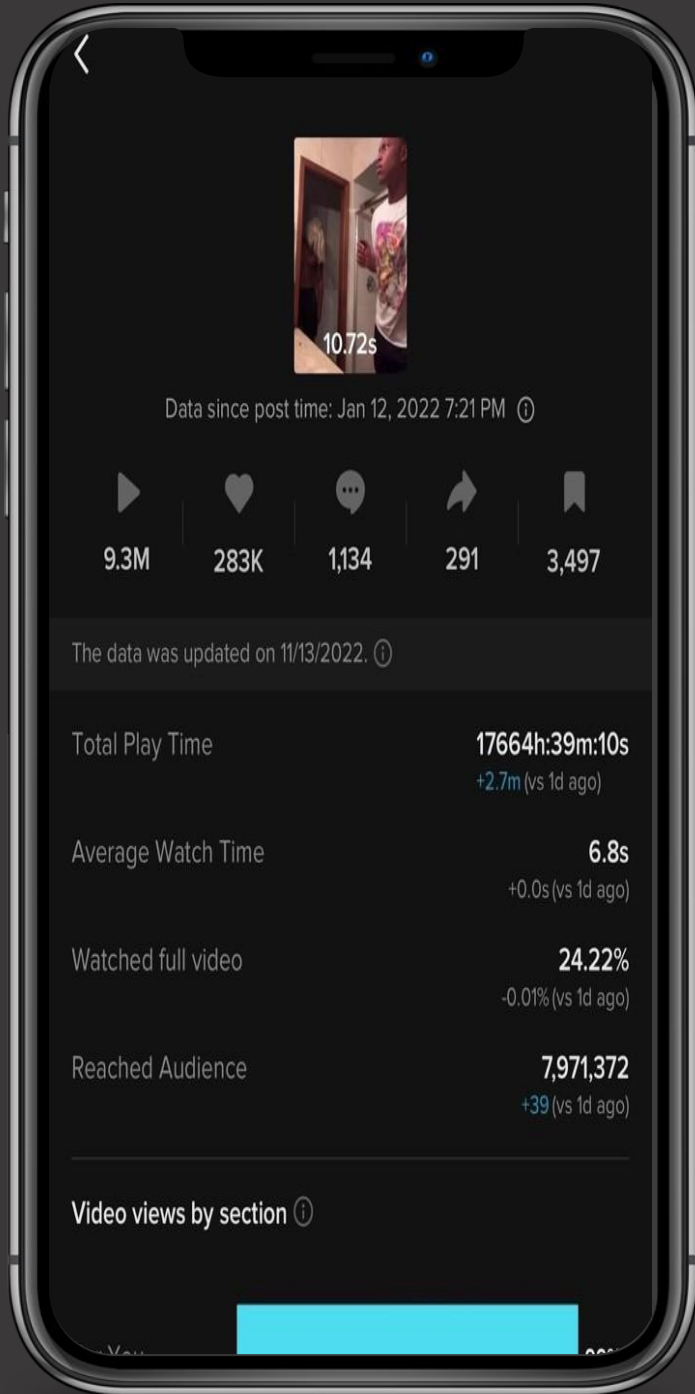 10.72s
Data since post time: Jan 12, 2022 7:21 PM
9.3M 283K 1,134 291 3,497
The data was updated on 11/13/2022.
Total Play Time 17664h:39m:10s
+2.7m (vs 1d ago)
Average Watch Time 6.8s
+0.0s (vs 1d ago)
Watched full video 24.22%
-0.01% (vs 1d ago)
Reached Audience 7,971,372
+39 (vs 1d ago)
Video views by section
You